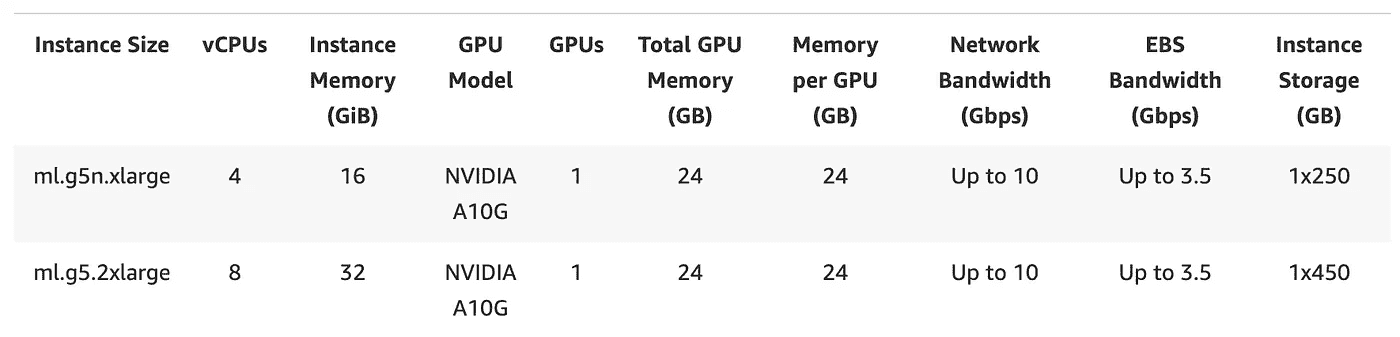 Instance Size vCPUs Instance Memory (GiB) GPU Model GPUs Total GPU Memory (GB) Memory per GPU (GB) Network Bandwidth (Gbps) EBS Bandwidth (Gbps) Instance Storage (GB)
ml.g5n.xlarge 4 16 NVIDIA A10G 1 24 24 Up to 10 Up to 3.5 1x250
ml.g5.2xlarge 8 32 NVIDIA A10G 1 24 24 Up to 10 Up to 3.5 1x450